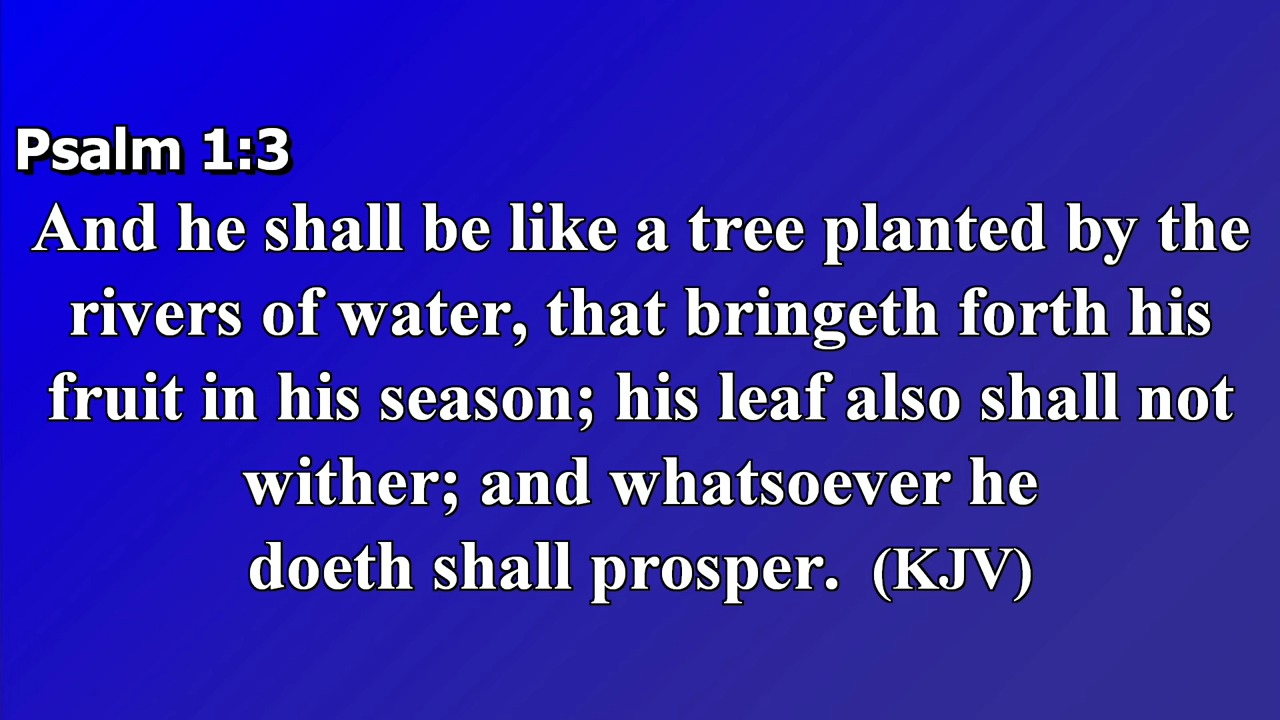 Psalm 1:3
And he shall be like a tree planted by the
rivers of water, that bringeth forth his
fruit in his season; his leaf also shall not
wither; and whatsoever he
doeth shall prosper. (KJV)